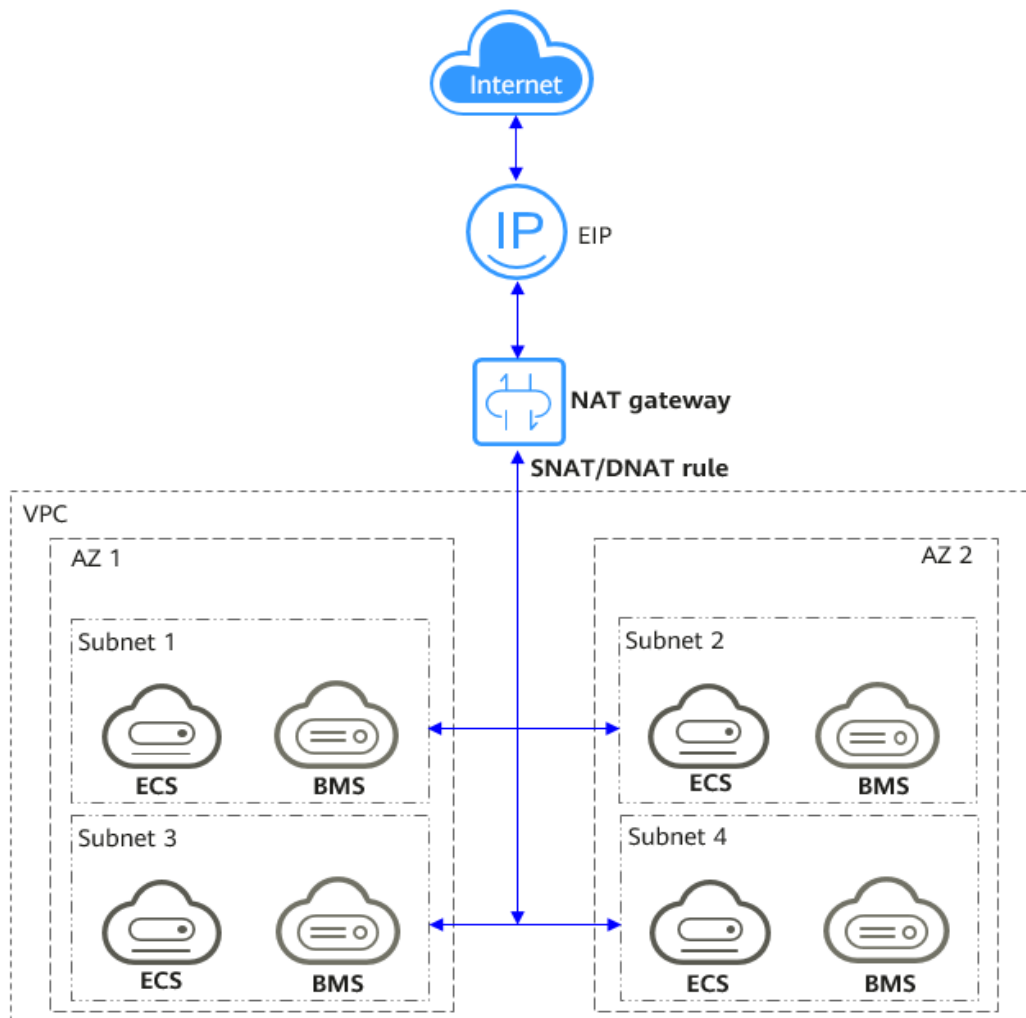 Internet
IP
EIP
NAT gateway
SNAT/DNAT rule
VPC
AZ 1
AZ 2
Subnet 1
ECS
BMS
Subnet 2
ECS
BMS
Subnet 3
ECS
BMS
Subnet 4
ECS
BMS